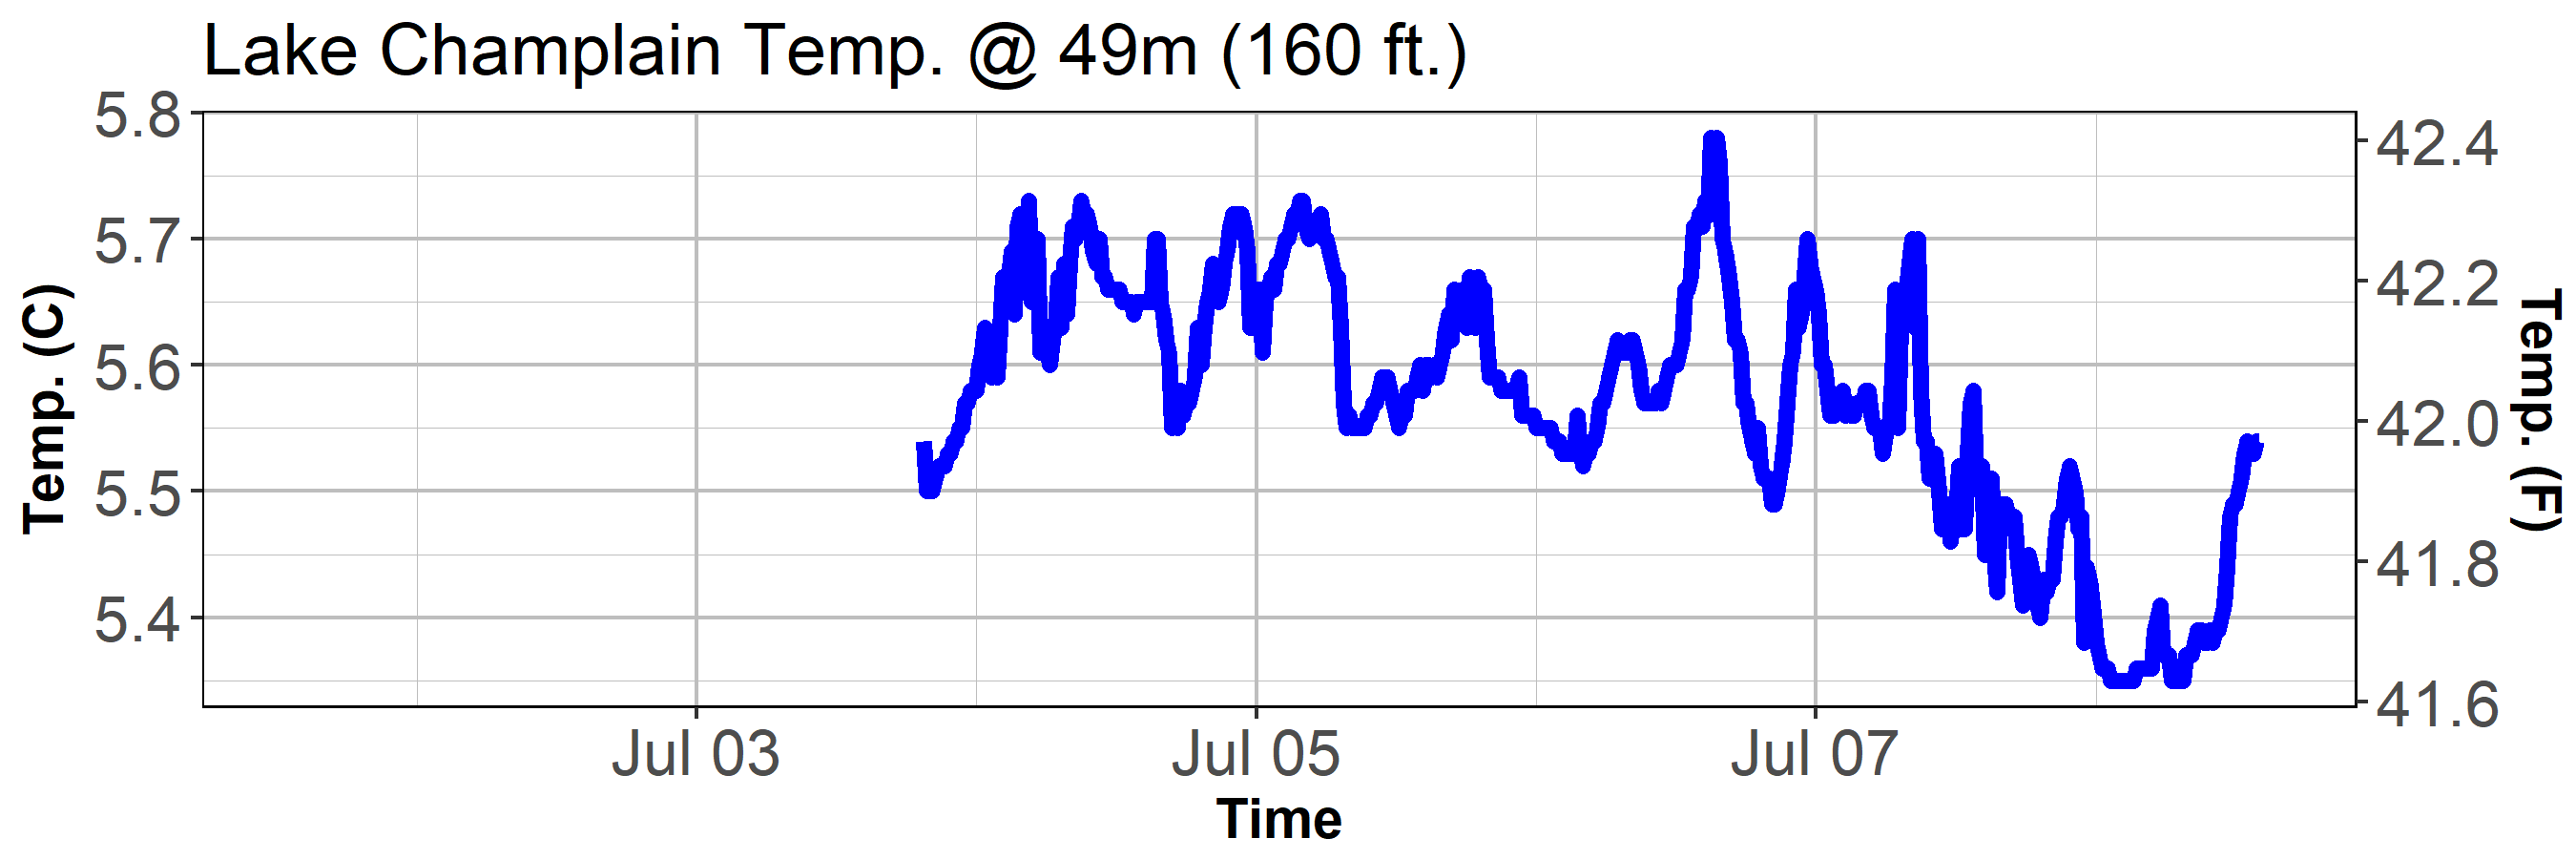 Lake Champlain Temp. @ 49m (160 ft.)
5.8
5.7
5.6
5.5
5.4
Temp. (C)
42.4
42.2
42.0
41.8
41.6
Temp. (F)
Jul 03 Jul 05 Jul 07
Time